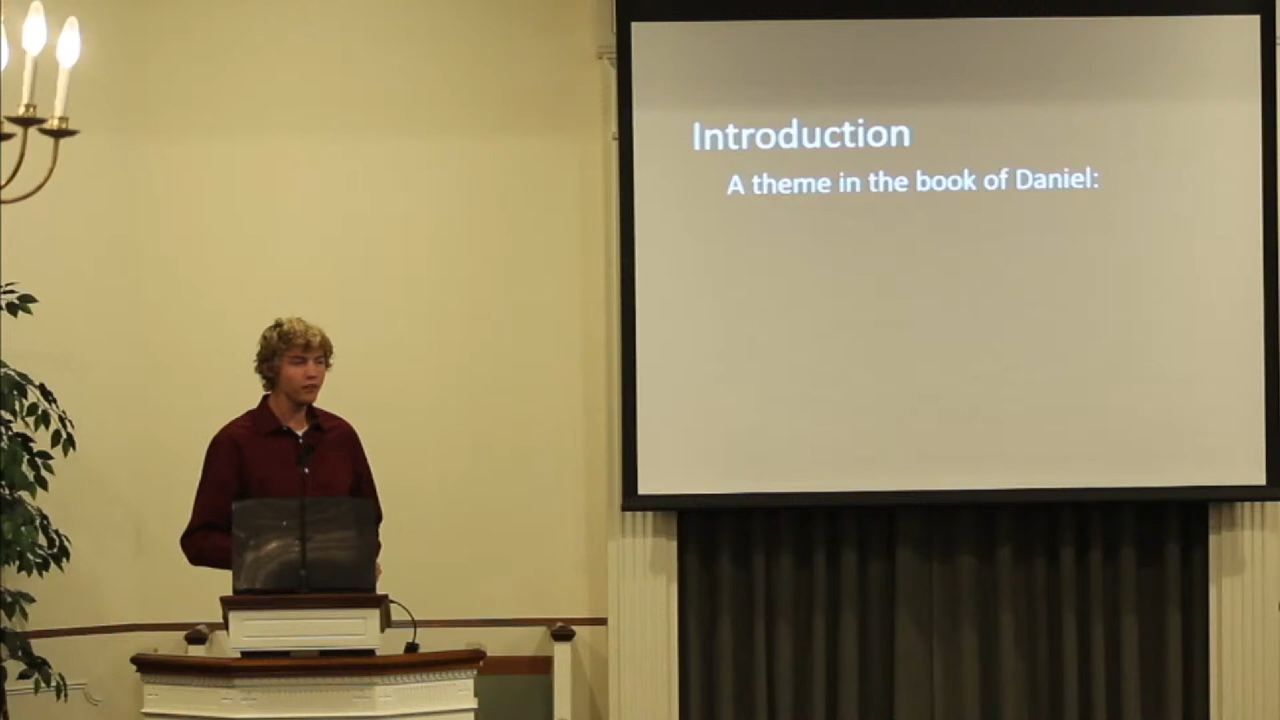 Introduction
A theme in the book of Daniel: